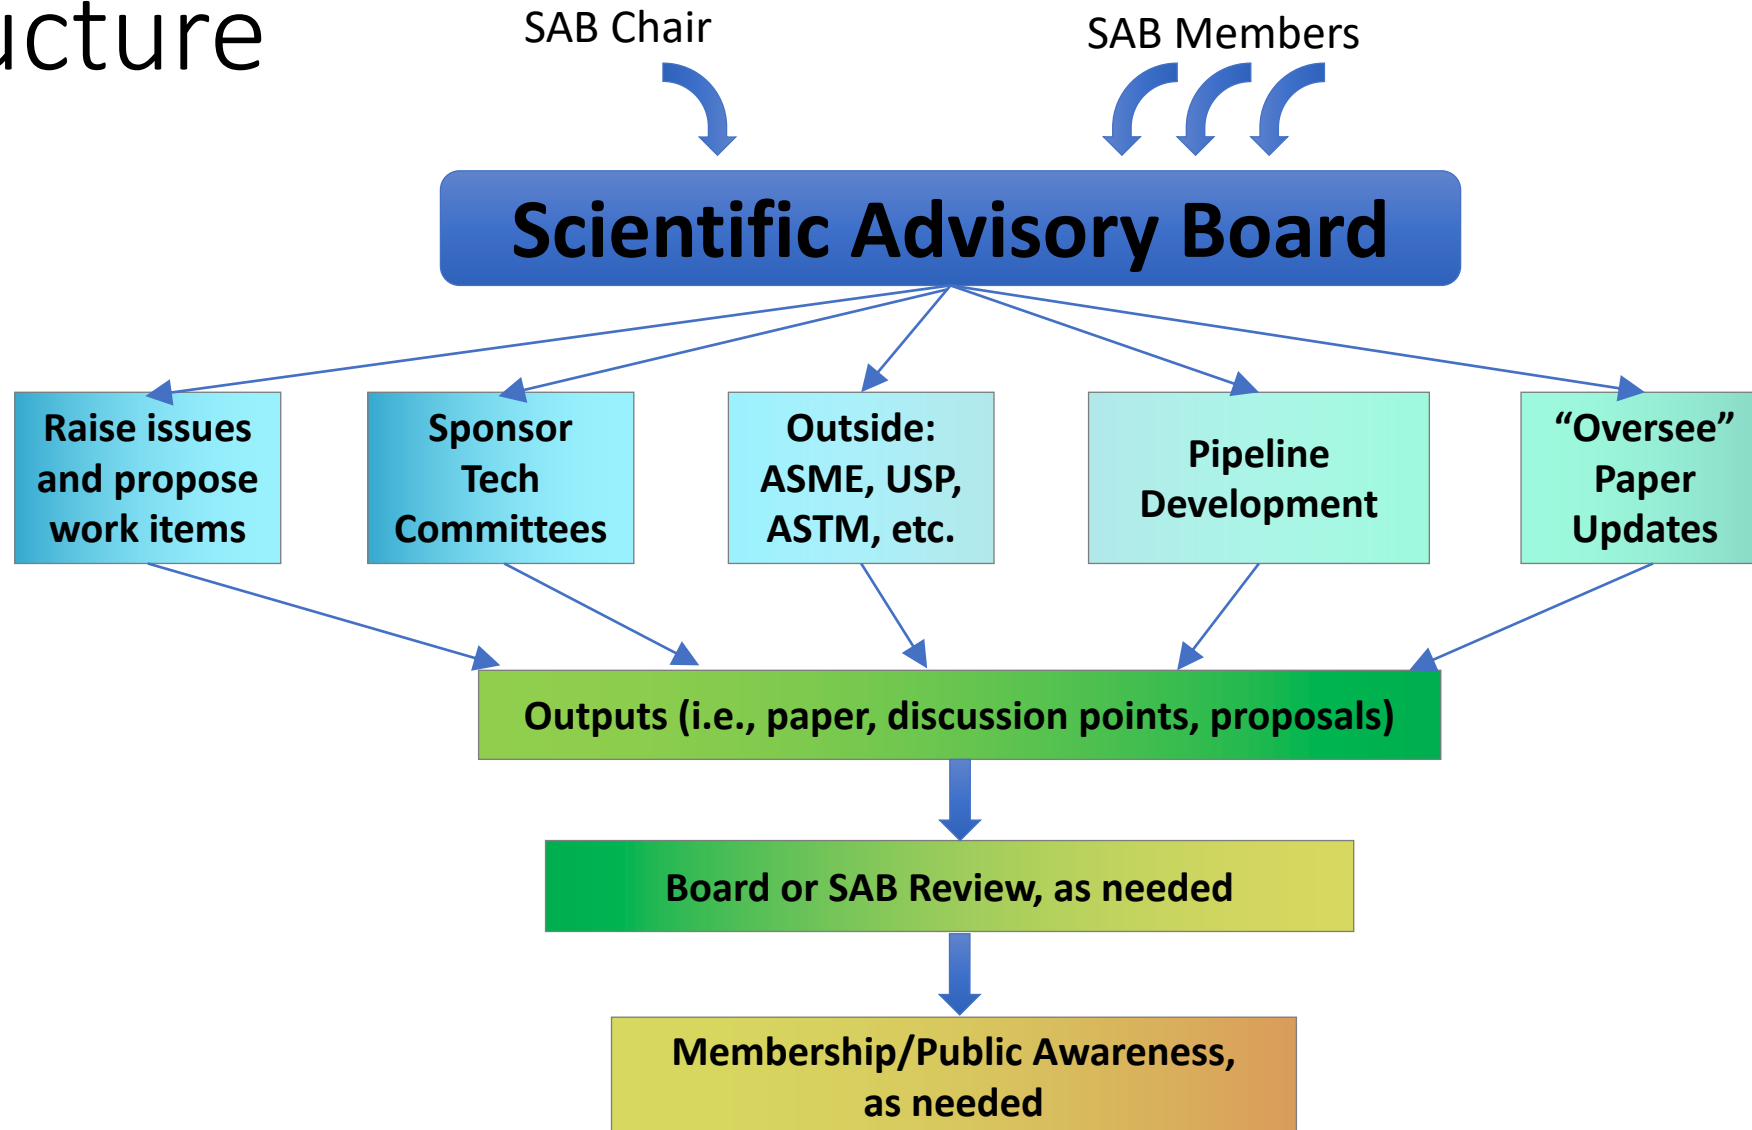 ucture
SAB Chair
SAB Members
Scientific Advisory Board
Raise issues
and propose
work items
Sponsor
Tech
Committees
Outside:
ASME, USP,
ASTM, etc.
Pipeline
Development
“Oversee”
Paper
Updates
Outputs (i.e., paper, discussion points, proposals)
Board or SAB Review, as needed
Membership/Public Awareness,
as needed